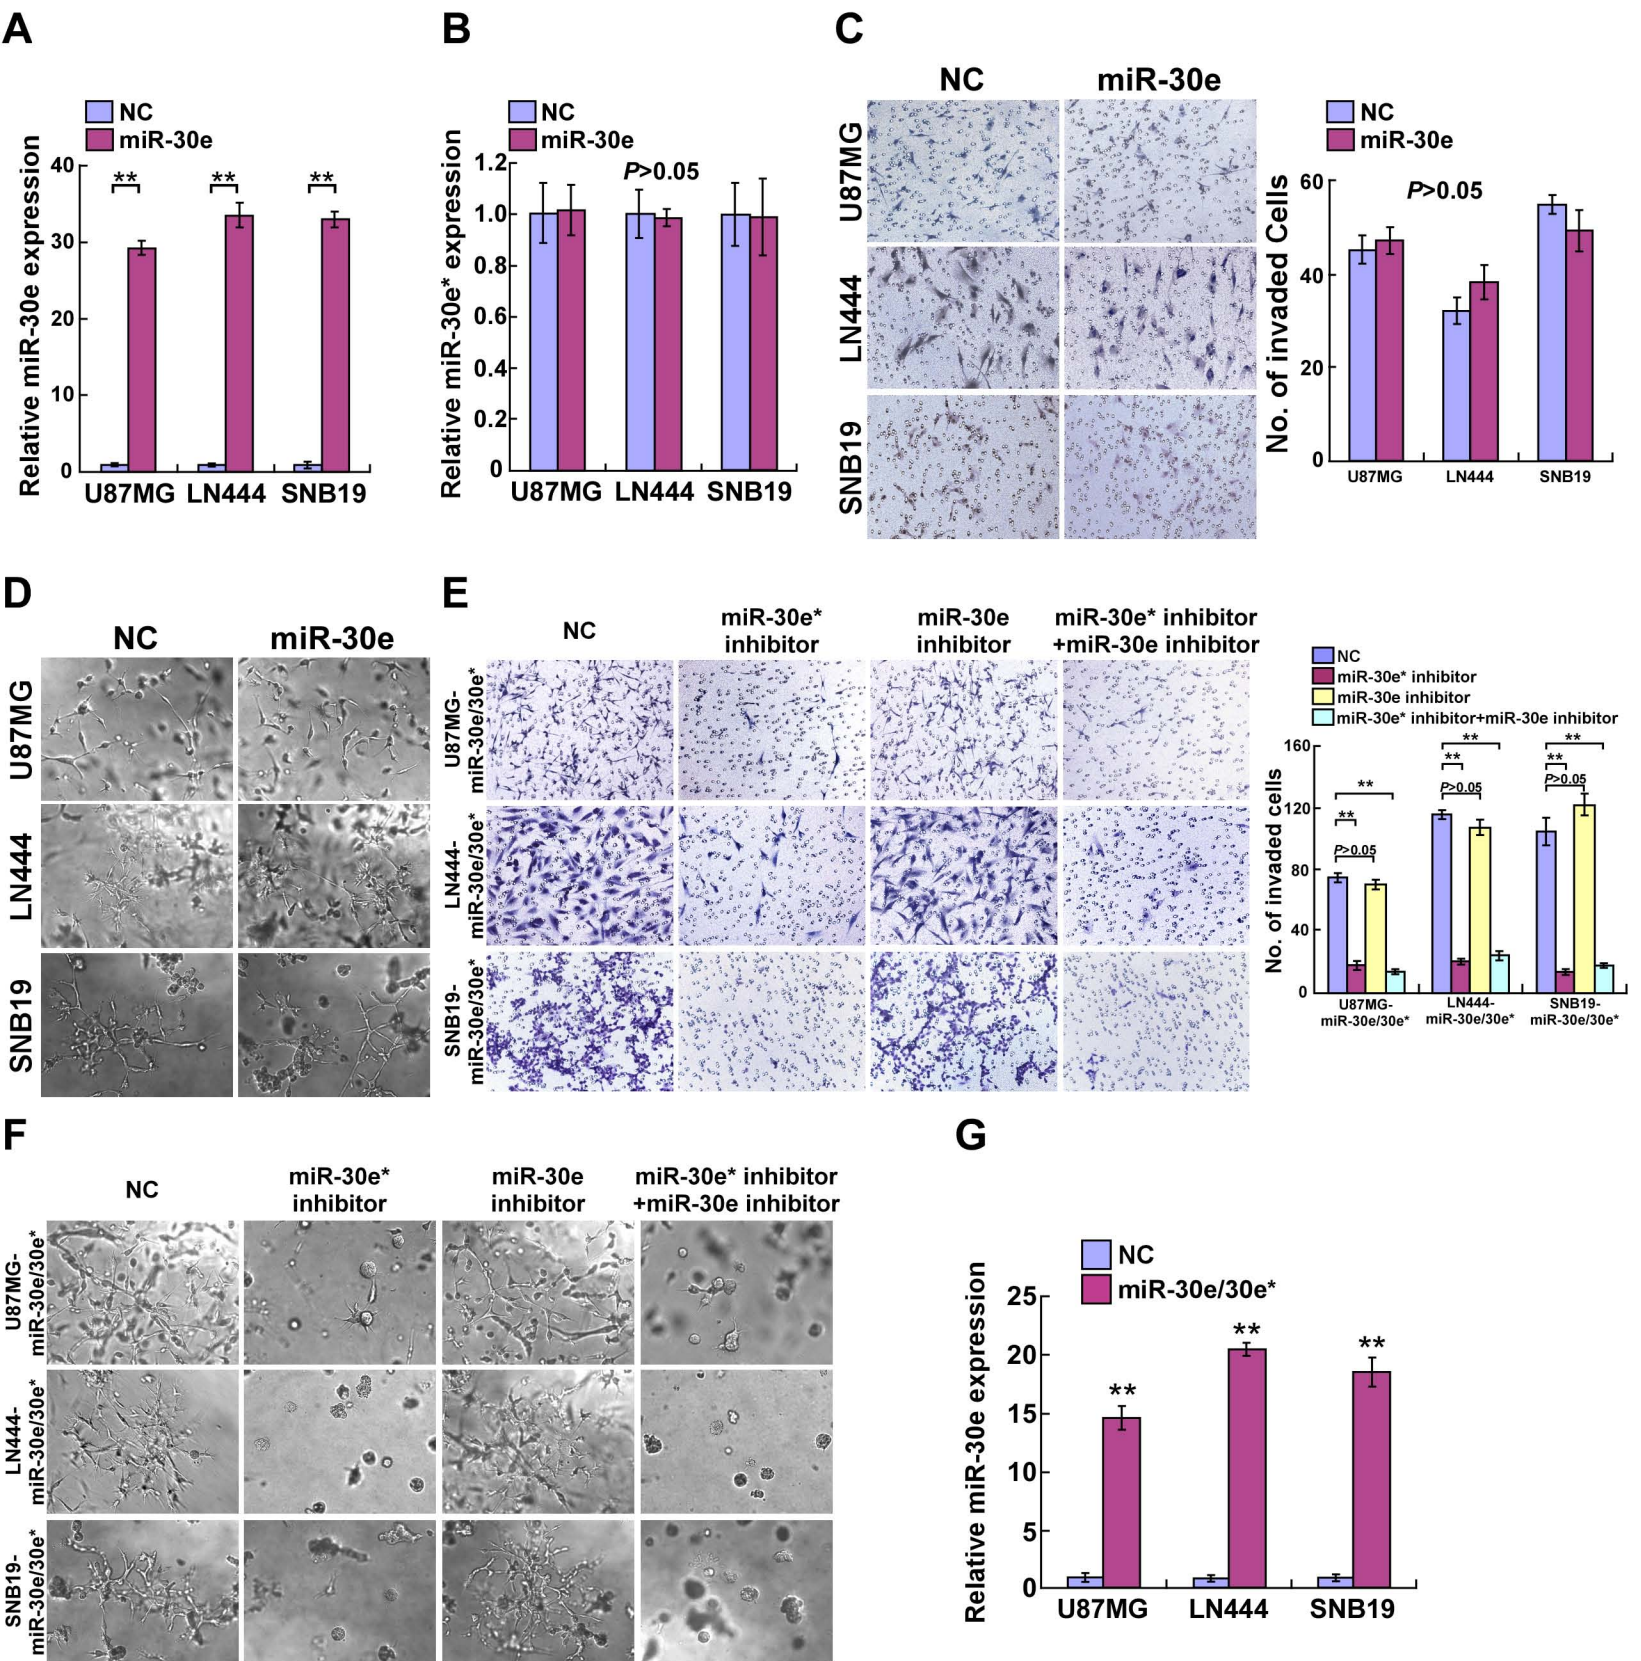 A
NC
miR-30e
Relative miR-30e expression
40
30
20
10
0
**
**
**
U87MG
LN444
SNB19
B
NC
miR-30e
Relative miR-30e* expression
1.2
1.0
0.8
0.6
0.4
0.2
0
P>0.05
U87MG
LN444
SNB19
C
NC
miR-30e
U87MG
LN444
SNB19
NC
miR-30e
No. of invaded Cells
60
40
20
0
P>0.05
U87MG
LN444
SNB19
D
NC
miR-30e
U87MG
LN444
SNB19
E
NC
miR-30e*
inhibitor
miR-30e
inhibitor
miR-30e* inhibitor
+miR-30e inhibitor
U87MG-
miR-30e/30e*
LN444-
miR-30e/30e*
SNB19-
miR-30e/30e*
NC
miR-30e* inhibitor
miR-30e inhibitor
miR-30e* inhibitor+miR-30e inhibitor
No. of invaded cells
160
120
80
40
0
**
**
P>0.05
**
**
P>0.05
**
**
P>0.05
U87MG-
miR-30e/30e*
LN444-
miR-30e/30e*
SNB19-
miR-30e/30e*
F
NC
miR-30e*
inhibitor
miR-30e
inhibitor
miR-30e* inhibitor
+miR-30e inhibitor
U87MG-
miR-30e/30e*
LN444-
miR-30e/30e*
SNB19-
miR-30e/30e*
G
NC
miR-30e/30e*
Relative miR-30e expression
25
20
15
10
5
0
**
**
**
U87MG
LN444
SNB19